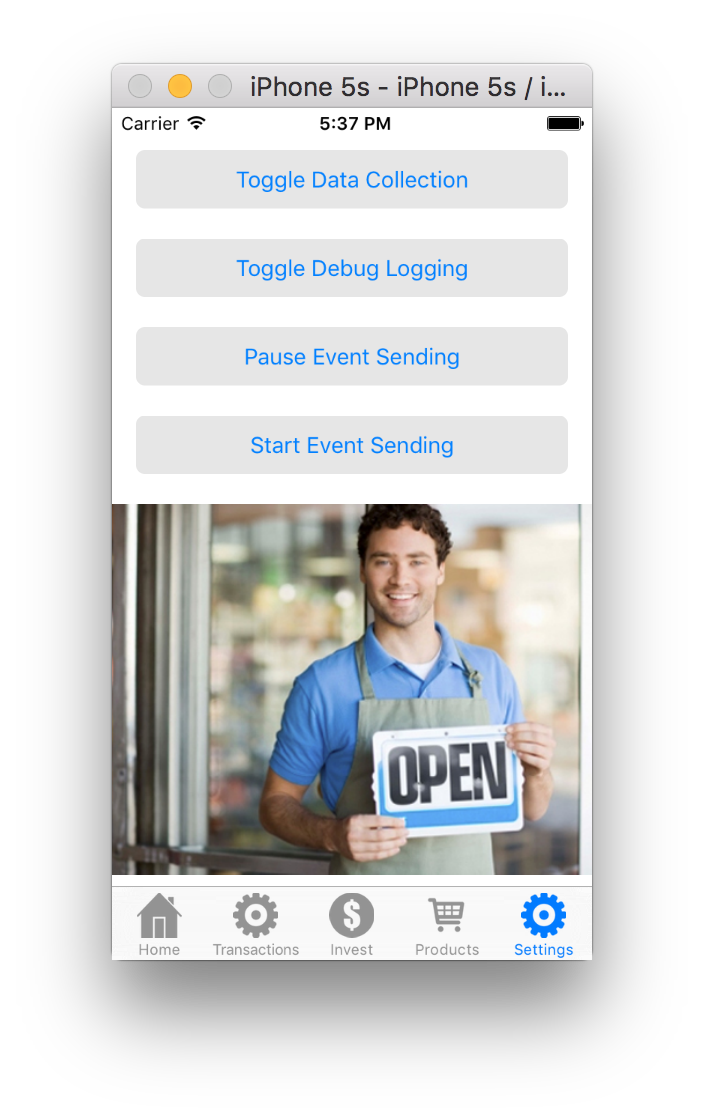 iPhone 5s - iPhone 5s / i...
Carrier 5:37 PM
Toggle Data Collection
Toggle Debug Logging
Pause Event Sending
Start Event Sending
OPEN
$
Home Transactions Invest Products Settings